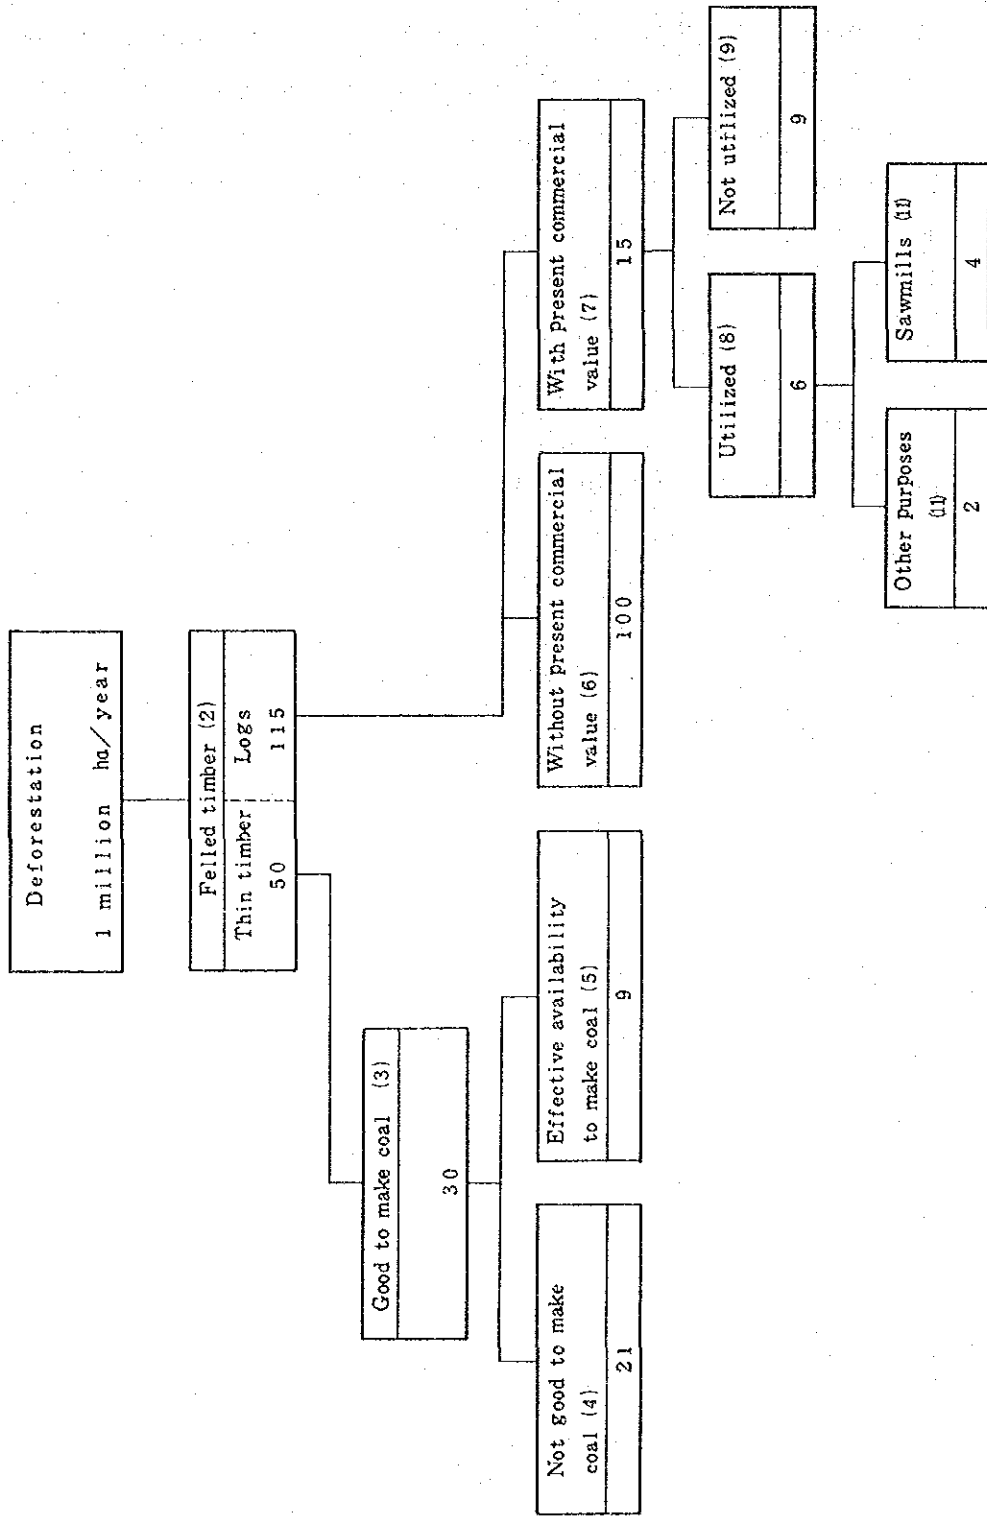 Deforestation
1 million ha/year
Felled timber (2)
Thin timber Logs
50 115
Good to make coal (3)
30
Not good to make
coal (4)
21
Effective availability
to make coal (5)
9
Without present commercial
value (6)
100
With present commercial
value (7)
15
Utilized (8)
6
Not utilized (9)
9
Other purposes
(11)
2
Sawmills (11)
4